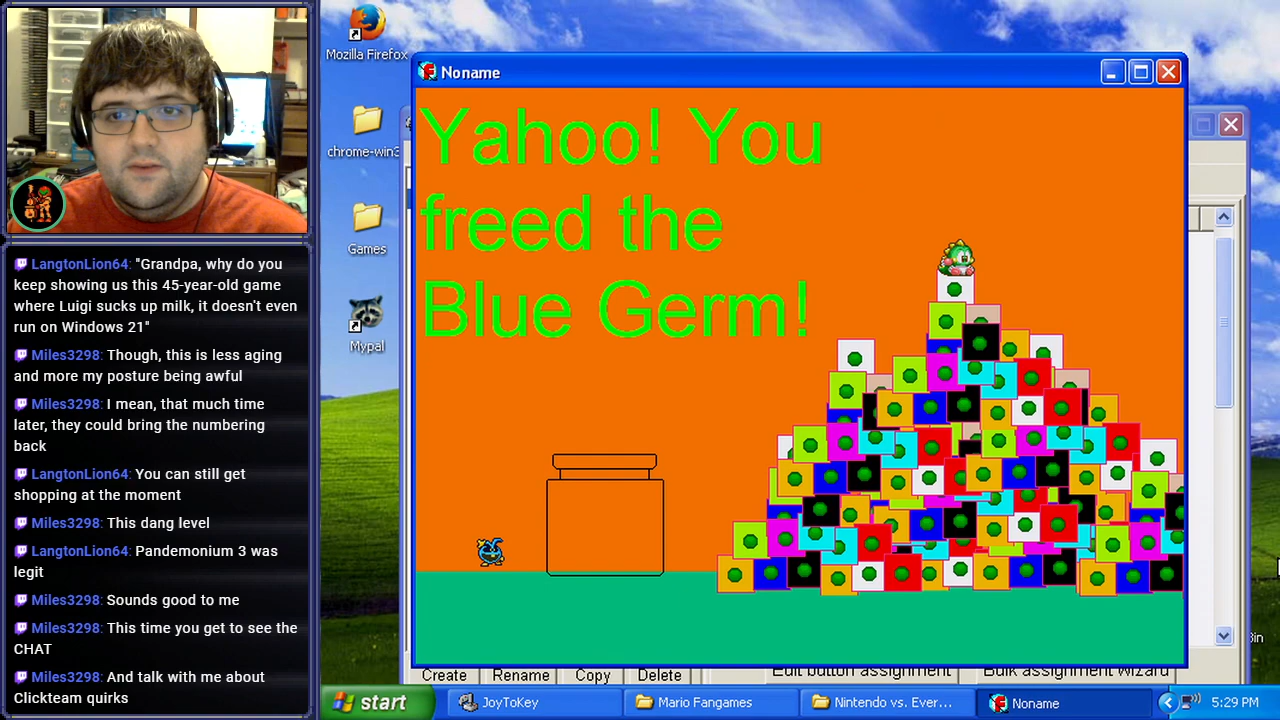 LangtonLion64: "Grandpa, why do you
keep showing us this 45-year-old game
where Luigi sucks up milk, it doesn't even
run on Windows 21"
Miles3298: Though, this is less aging
and more my posture being awful
Miles3298: I mean, that much time
later, they could bring the numbering
back
LangtonLion64: You can still get
shopping at the moment
Miles3298: This dang level
LangtonLion64: Pandemonium 3 was
legit
Miles3298: Sounds good to me
Miles3298: This time you get to see the
CHAT
Miles3298: And talk with me about
Clickteam quirks
Mozilla Firefox
chrome-win3
Games
Mypal
Noname
Yahoo! You
freed the
Blue Germ!
Create Rename Copy Delete Edit button assignment Bulk assignment wizard
start JoyToKey Mario Fangames Nintendo vs. Ever... Noname 5:29 PM